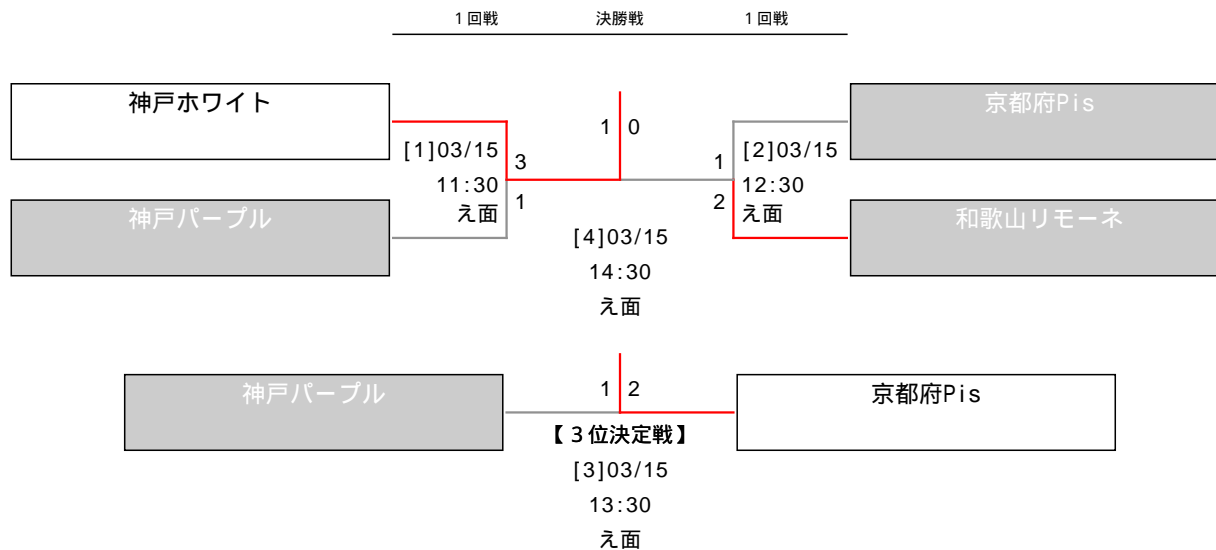 1回戦 決勝戦 1回戦
神戸ホワイト
京都府Pis
1 0
[1]03/15
11:30
え面
3
1
1
2
[2]03/15
12:30
え面
神戸パープル
和歌山リモーネ
[4]03/15
14:30
え面
神戸パープル
1 2
京都府Pis
【3位決定戦】
[3]03/15
13:30
え面